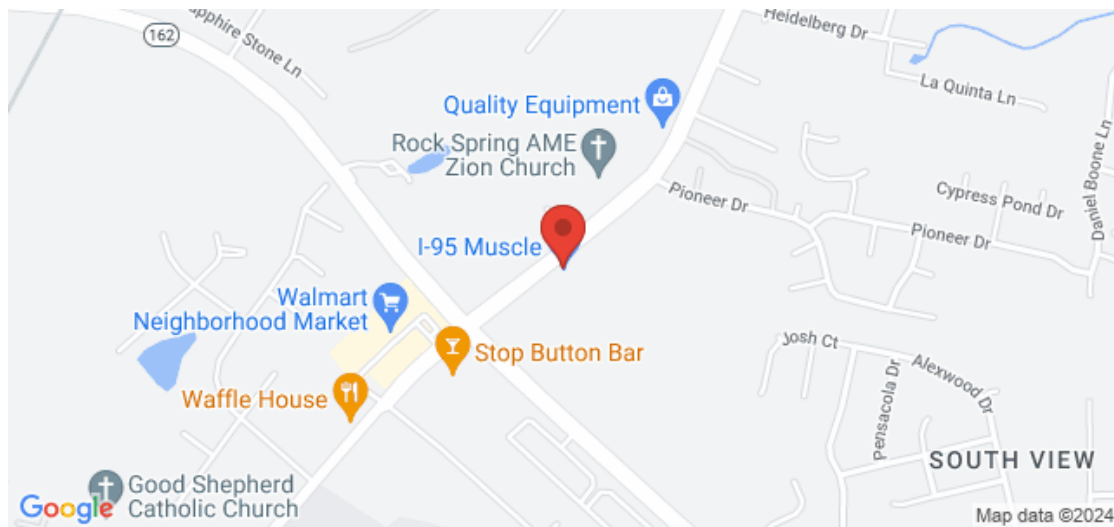 162
Sapphire Stone Ln
Heidelberg Dr
La Quinta Ln
Quality Equipment
Rock Spring AME
Zion Church
Pioneer Dr
Cypress Pond Dr
Daniel Boone Ln
Pioneer Dr
I-95 Muscle
Walmart
Neighborhood Market
Stop Button Bar
Josh Ct
Alexwood Dr
Pensacola Dr
Waffle House
SOUTH VIEW
Good Shepherd
Catholic Church
Google
Map data ©2024